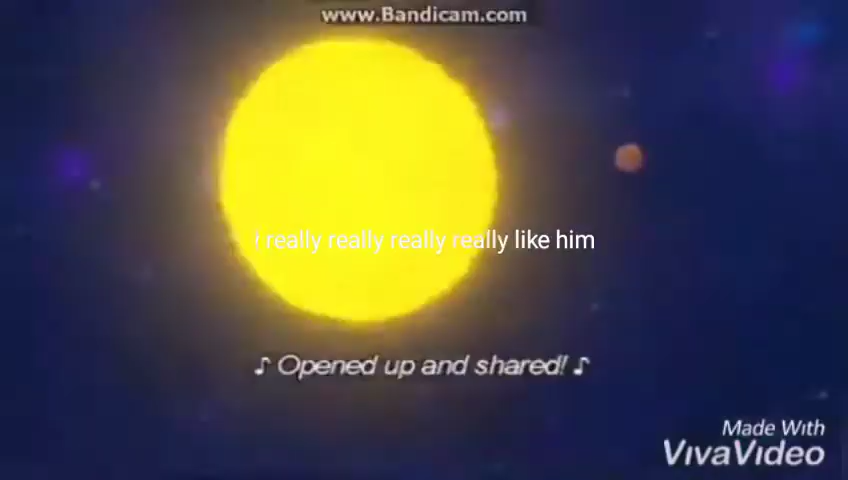 www.Bandicam.com
I really really really really like him
♪ Opened up and shared! ♪
Made With
VivaVideo